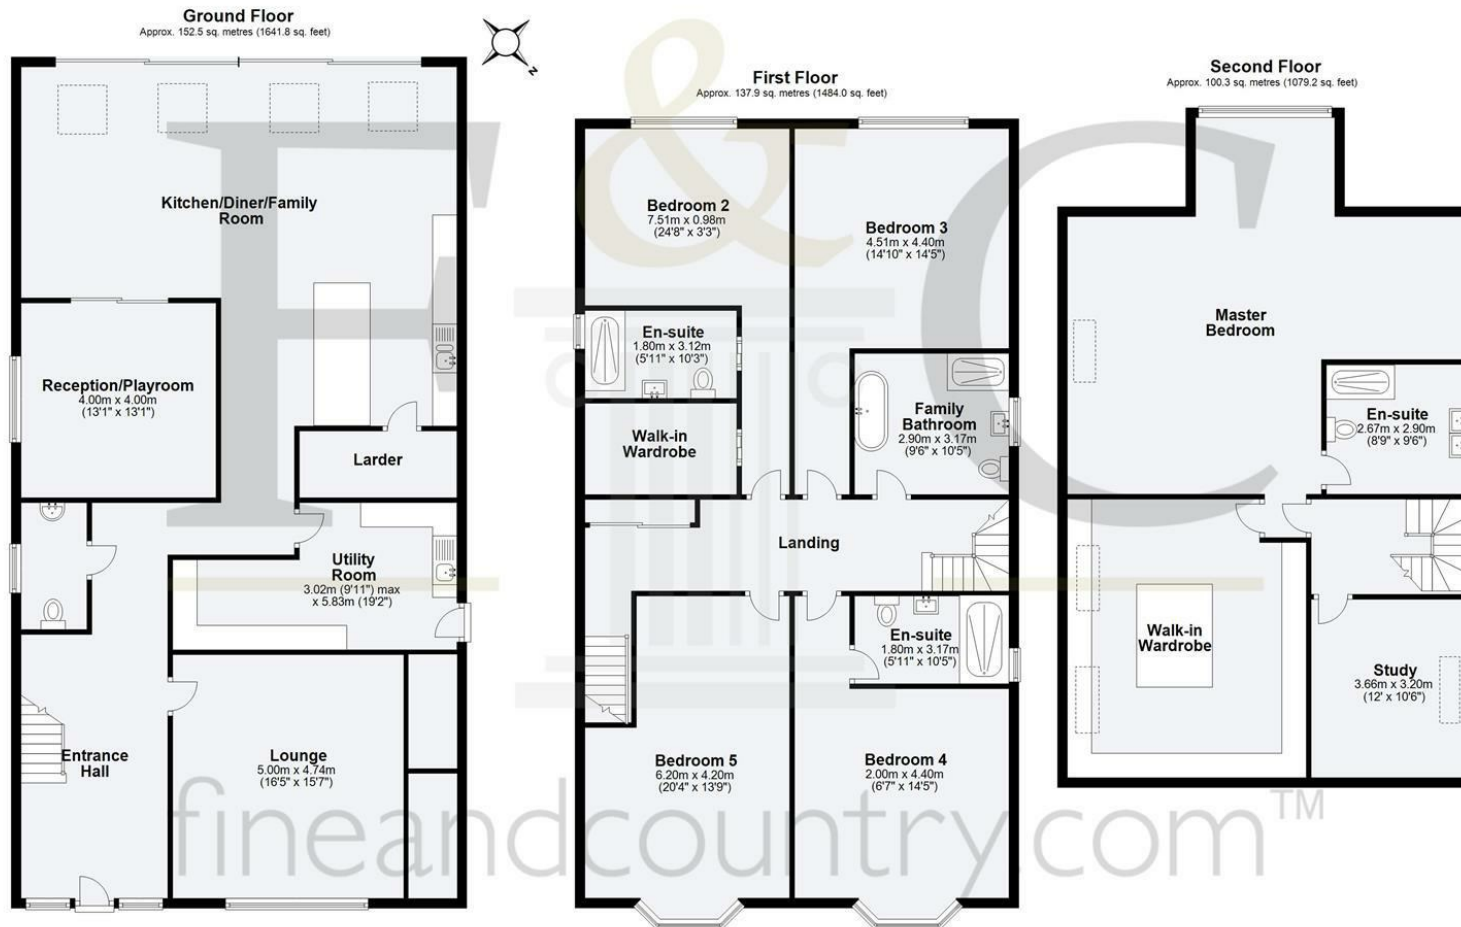 Ground Floor
Approx. 152.5 sq. metres (1641.8 sq. feet)
N
Kitchen/Diner/Family
Room
Reception/Playroom
4.00m x 4.00m
(13'1" x 13'1")
Larder
Utility
Room
3.02m (9'11") max
x 5.83m (19'2")
Entrance
Hall
Lounge
5.00m x 4.74m
(16'5" x 15'7")
First Floor
Approx. 137.9 sq. metres (1484.0 sq. feet)
Bedroom 2
7.51m x 0.98m
(24'8" x 3'3")
Bedroom 3
4.51m x 4.40m
(14'10" x 14'5")
En-suite
1.80m x 3.12m
(5'11" x 10'3")
Walk-in
Wardrobe
Family
Bathroom
2.90m x 3.17m
(9'6" x 10'5")
Landing
En-suite
1.80m x 3.17m
(5'11" x 10'5")
Bedroom 5
6.20m x 4.20m
(20'4" x 13'9")
Bedroom 4
2.00m x 4.40m
(6'7" x 14'5")
Second Floor
Approx. 100.3 sq. metres (1079.2 sq. feet)
Master
Bedroom
En-suite
2.67m x 2.90m
(8'9" x 9'6")
Walk-in
Wardrobe
Study
3.66m x 3.20m
(12' x 10'6")
F&C
fineandcountry.com™